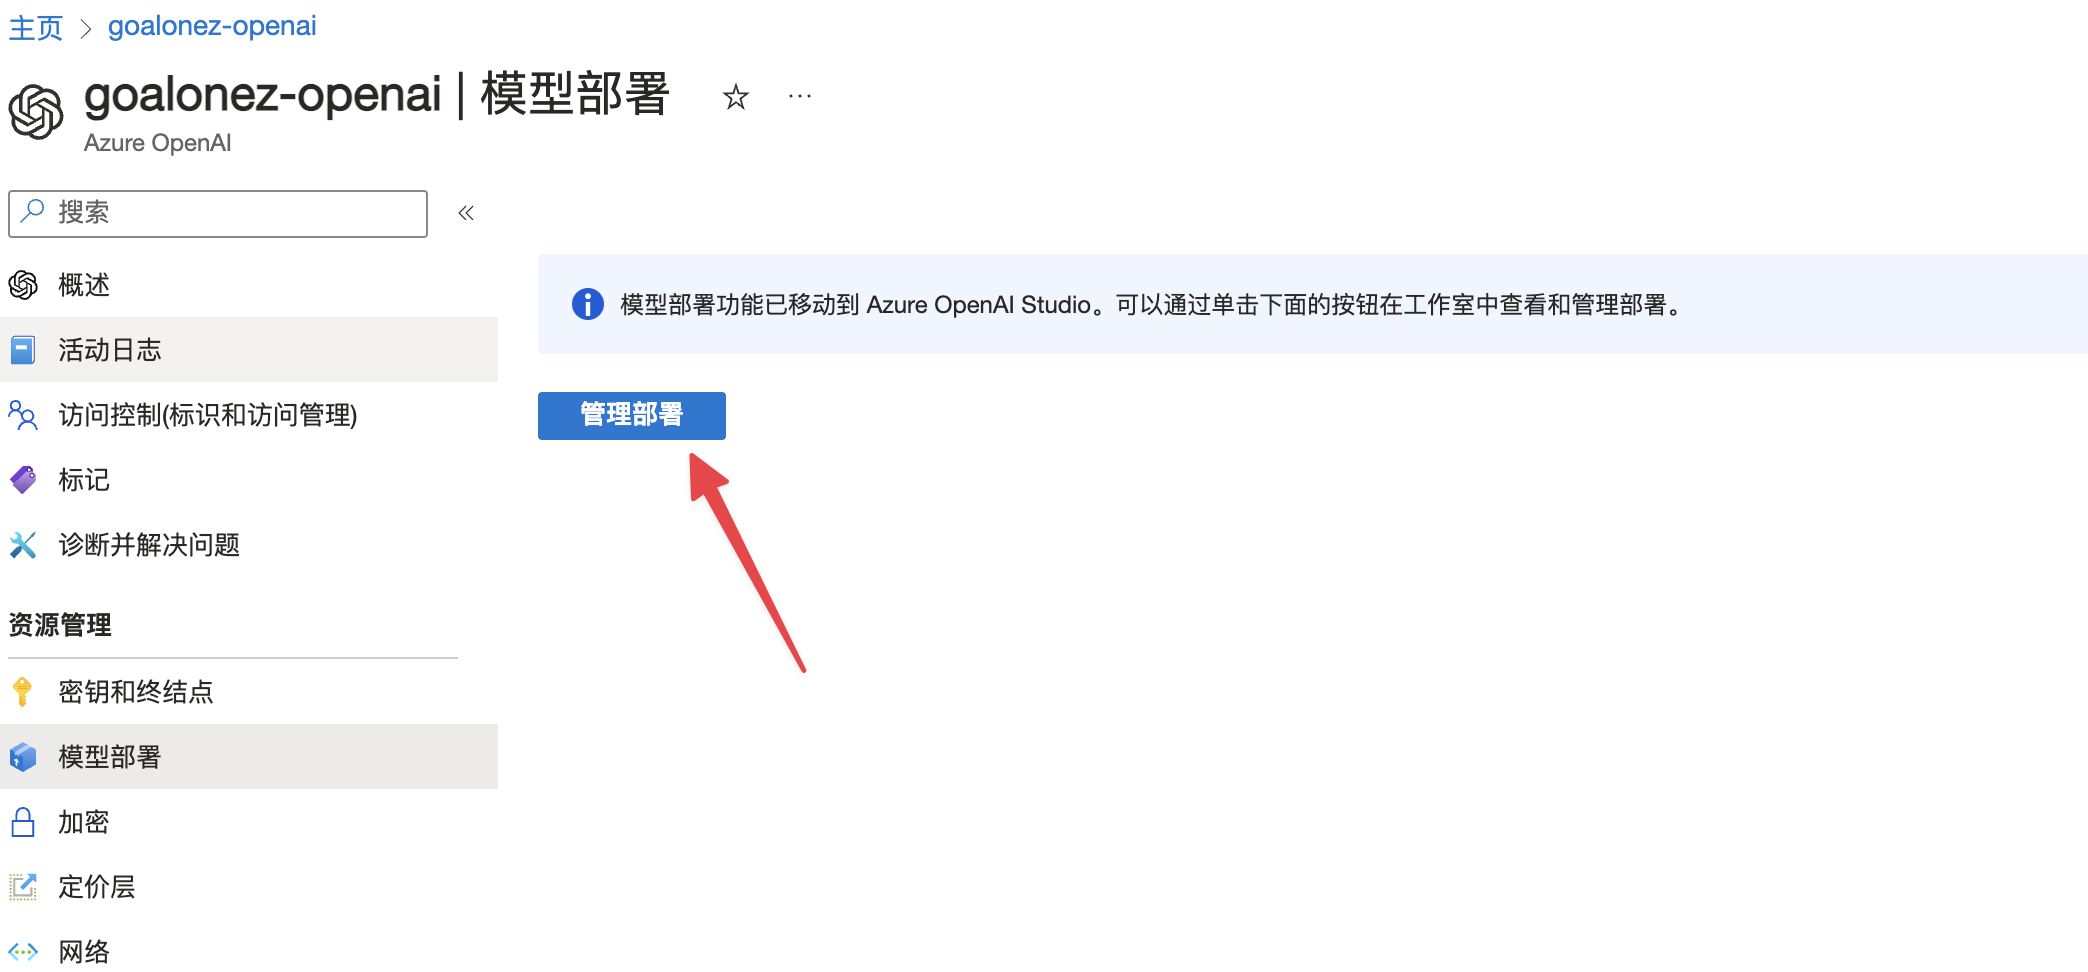 主页 > goalonez-openai
goalonez-openai | 模型部署 ☆ ···
Azure OpenAI
搜索 «
概述
活动日志
访问控制(标识和访问管理)
标记
诊断并解决问题
资源管理
密钥和终结点
模型部署
加密
定价层
网络
模型部署功能已移动到 Azure OpenAI Studio。可以通过单击下面的按钮在工作室中查看和管理部署。
管理部署